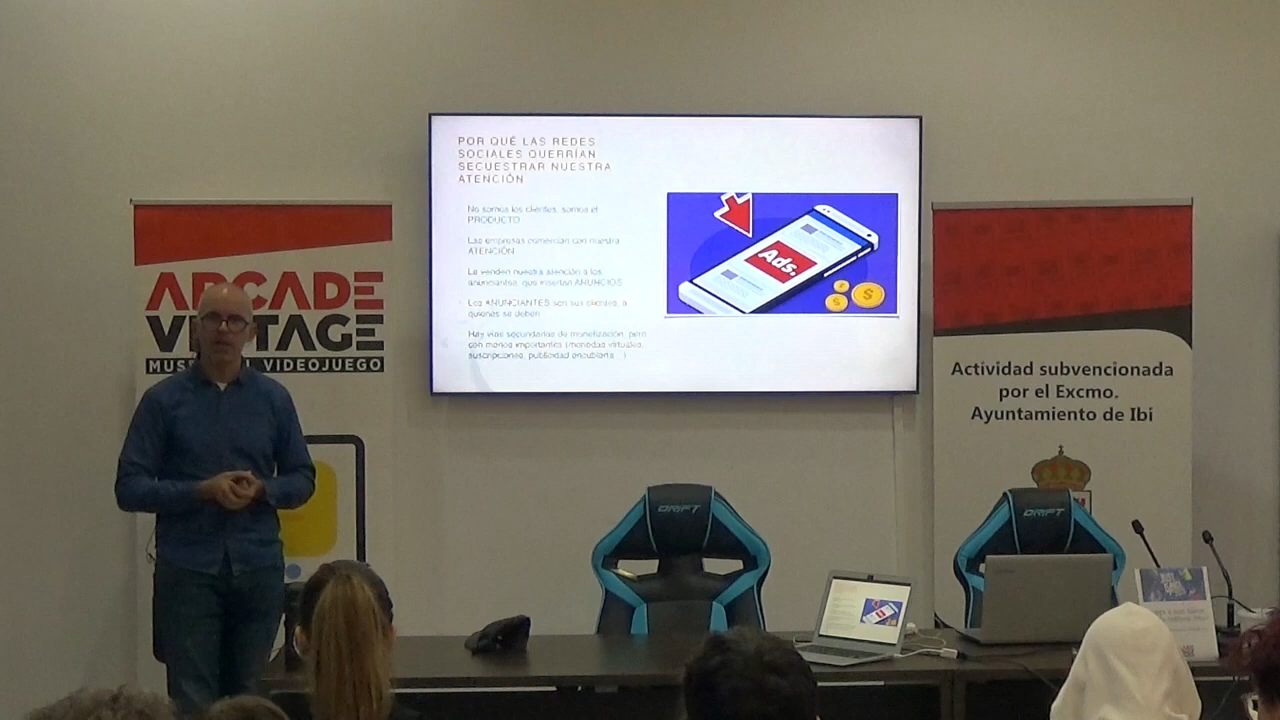 POR QUÉ LAS REDES
SOCIALES QUERRÍAN
SECUESTRAR NUESTRA
ATENCIÓN
No somos los clientes, somos el
PRODUCTO
Las empresas comercian con nuestra
ATENCIÓN
Le venden nuestra atención a los
anunciantes, que insertan ANUNCIOS
Los ANUNCIANTES son sus clientes, a
quienes se deben
Hay vías secundarias de monetización, pero
son menos importantes (monedas virtuales,
suscripciones, publicidad encubierta...)
Ads.
ARCADE
VINTAGE
MUSEO DEL VIDEOJUEGO
Actividad subvencionada
por el Excmo.
Ayuntamiento de Ibi
DRIFT
DRIFT